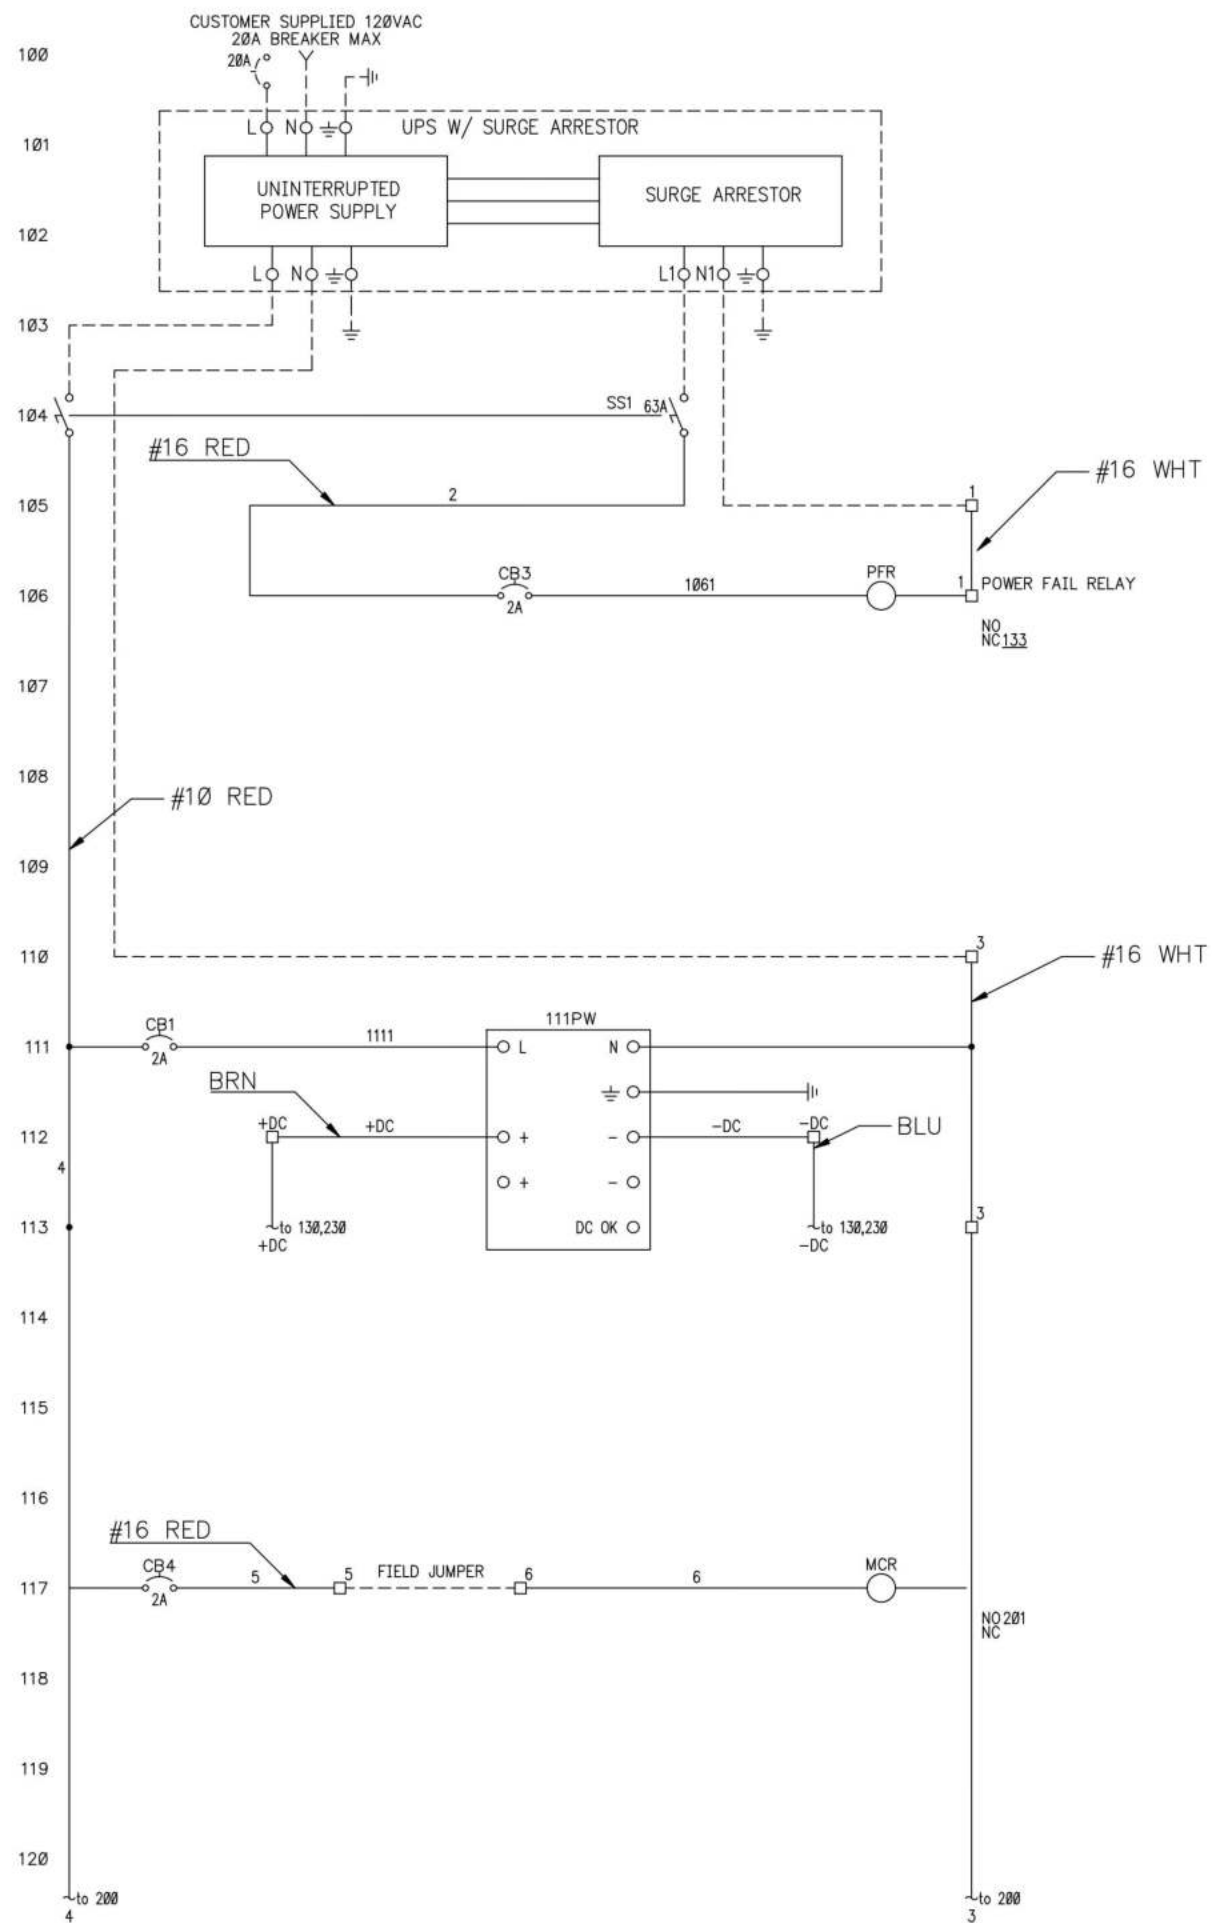 CUSTOMER SUPPLIED 120VAC
20A BREAKER MAX
100
20A
L N
UPS W/ SURGE ARRESTOR
101
UNINTERRUPTED
POWER SUPPLY
SURGE ARRESTOR
102
L N
L1 N1
103
104
SS1 63A
#16 RED
#16 WHT
105
2
1
CB3
2A
1061
PFR
106
1
POWER FAIL RELAY
NO
NC 133
107
108
#10 RED
109
110
3
#16 WHT
CB1
2A
1111
111PW
111
L N
BRN
+DC
+DC
112
+ -
-DC
-DC
BLU
4
+ -
113
to 130,230
+DC
DC OK
to 130,230
-DC
3
114
115
116
#16 RED
CB4
2A
117
5
5
FIELD JUMPER
6
6
MCR
NO 201
NC
118
119
120
to 200
4
to 200
3